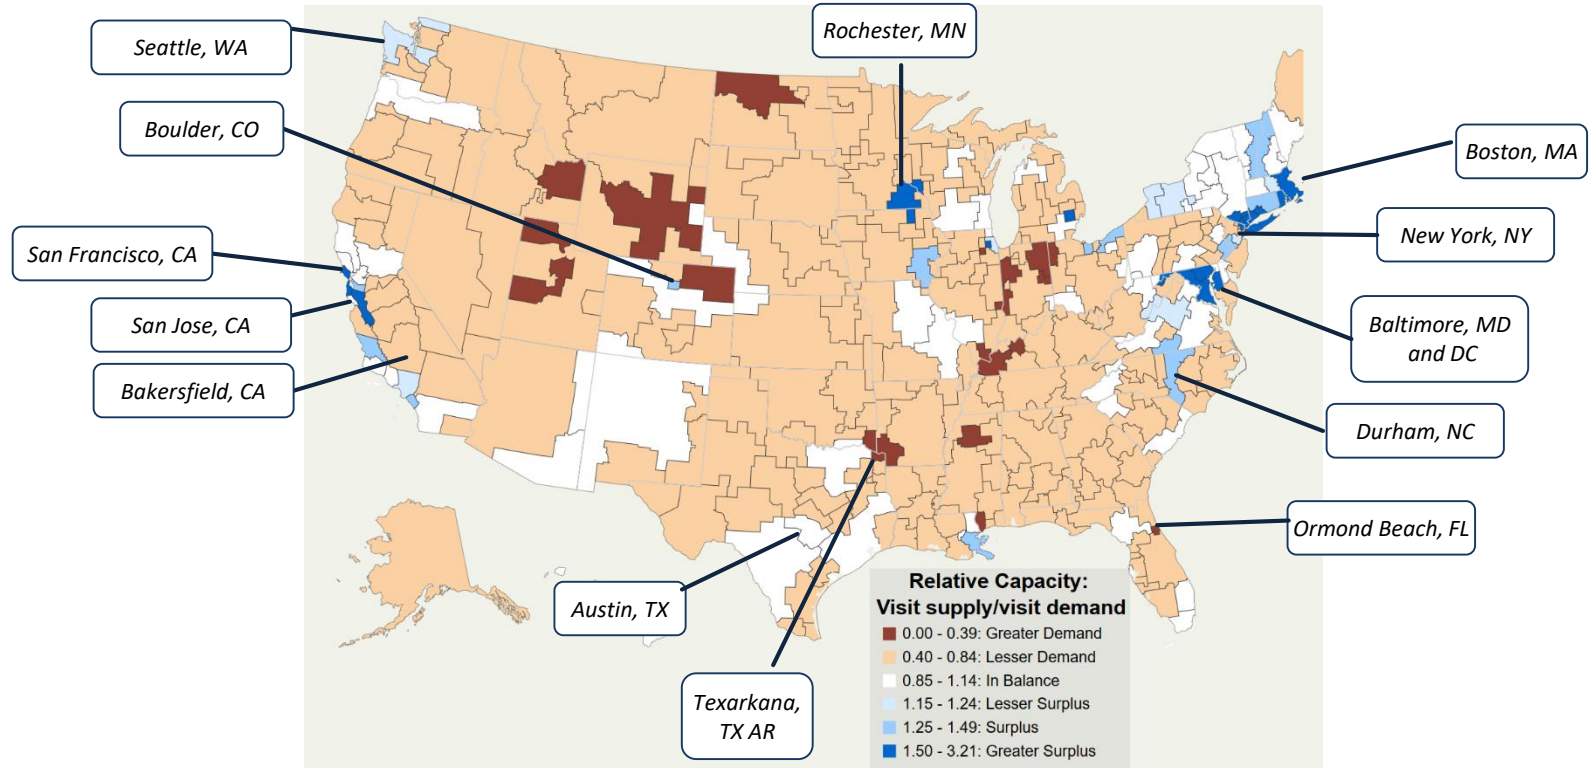 Seattle, WA
Rochester, MN
Boulder, CO
Boston, MA
San Francisco, CA
New York, NY
San Jose, CA
Baltimore, MD
and DC
Bakersfield, CA
Durham, NC
Ormond Beach, FL
Austin, TX
Texarkana,
TX AR
Relative Capacity:
Visit supply/visit demand
0.00 - 0.39: Greater Demand
0.40 - 0.84: Lesser Demand
0.85 - 1.14: In Balance
1.15 - 1.24: Lesser Surplus
1.25 - 1.49: Surplus
1.50 - 3.21: Greater Surplus